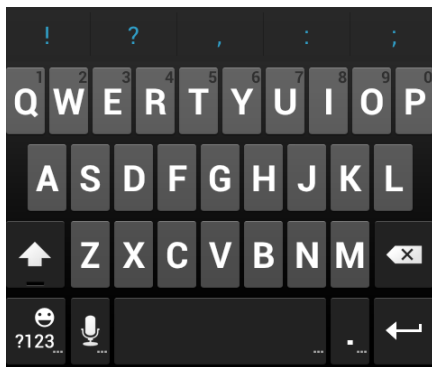 ! ? , : ;
1 2 3 4 5 6 7 8 9 0
Q W E R T Y U I O P
A S D F G H J K L
Z X C V B N M
?123 .